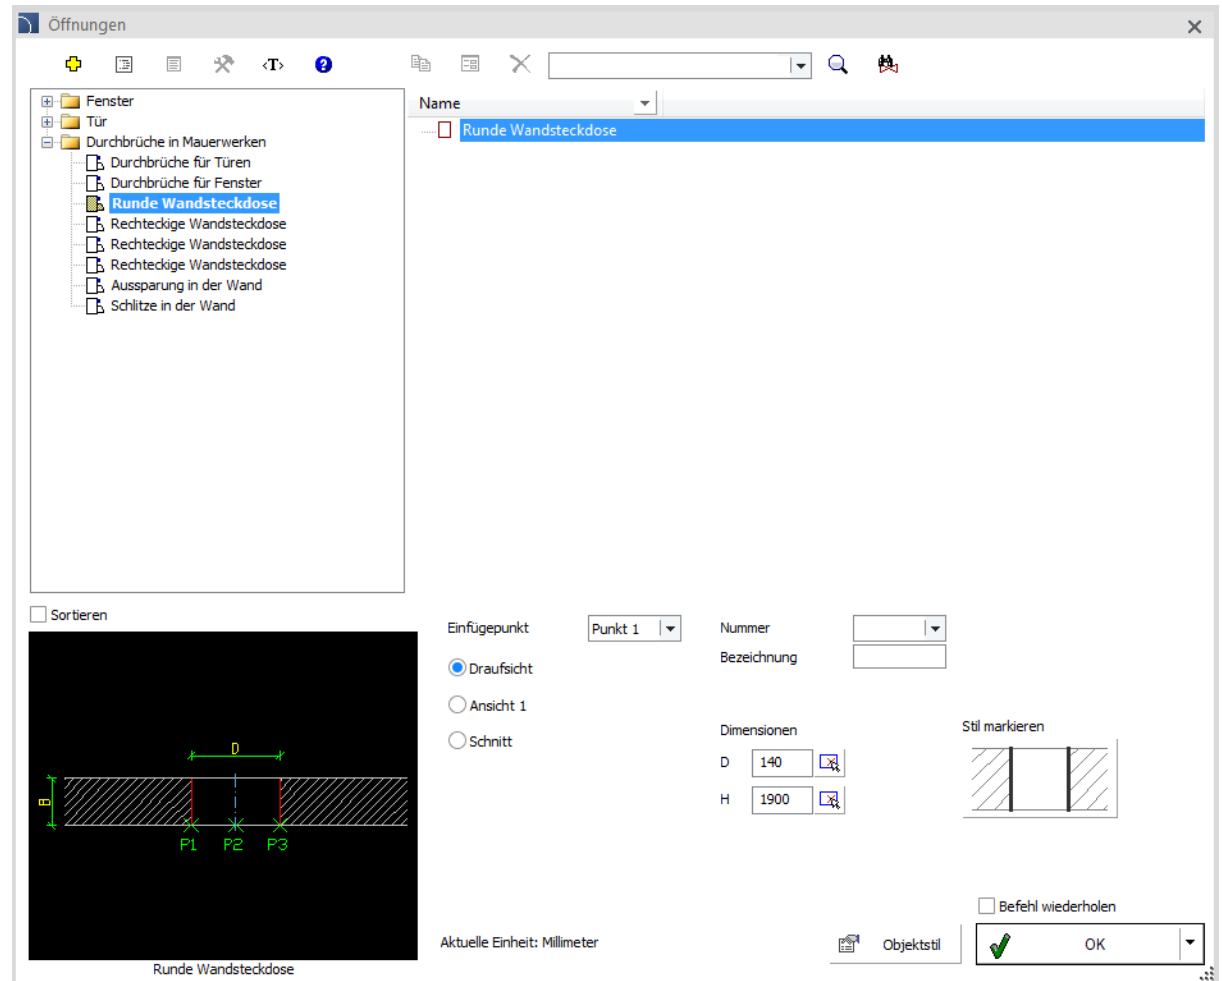 Öffnungen
<T>
?
Fenster
Tür
Durchbrüche in Mauerwerken
Durchbrüche für Türen
Durchbrüche für Fenster
Runde Wandsteckdose
Rechteckige Wandsteckdose
Rechteckige Wandsteckdose
Rechteckige Wandsteckdose
Aussparung in der Wand
Schlitze in der Wand
Name
Runde Wandsteckdose
Sortieren
D
B
P1 P2 P3
Runde Wandsteckdose
Einfügepunkt Punkt 1
Draufsicht
Ansicht 1
Schnitt
Nummer
Bezeichnung
Dimensionen
D 140
H 1900
Stil markieren
Befehl wiederholen
Aktuelle Einheit: Millimeter
Objektstil
OK